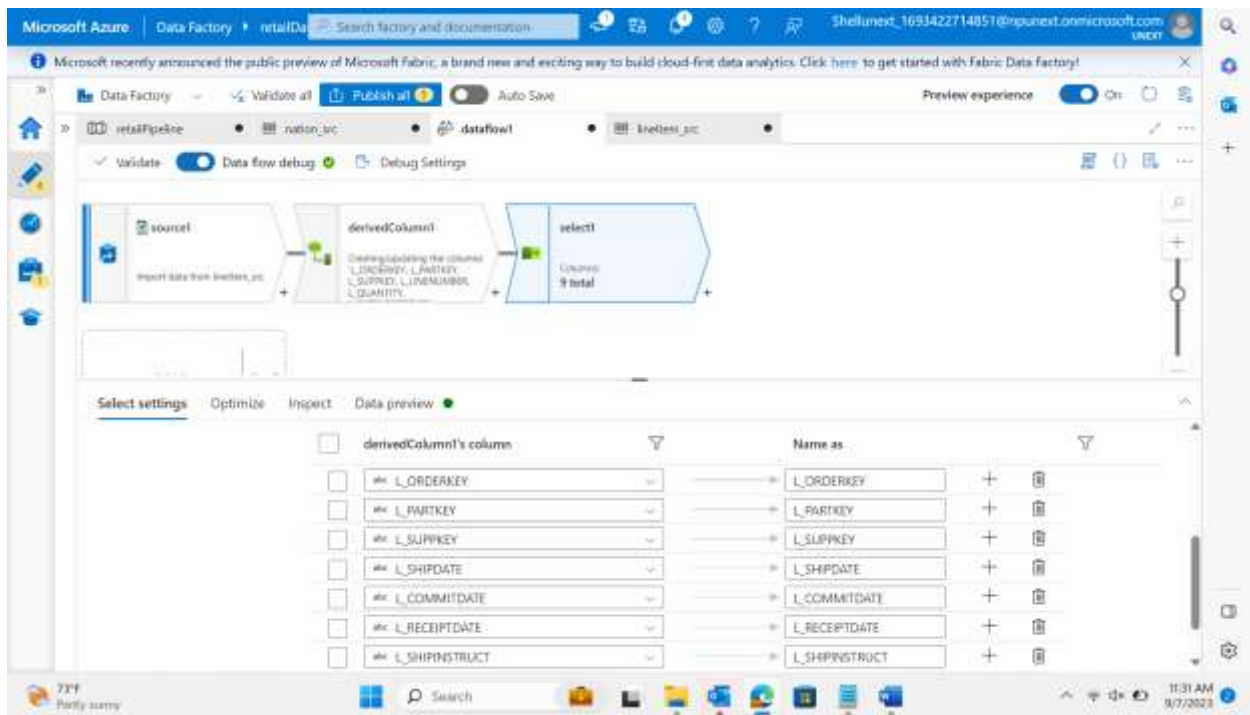 Microsoft Azure | Data Factory ▸ retailDa Search factory and documentation Shellunext_1693422714851@npunext.onmicrosoft.com
UNEXT
Microsoft recently announced the public preview of Microsoft Fabric, a brand new and exciting way to build cloud-first data analytics. Click here to get started with Fabric Data Factory!
Data Factory Validate all Publish all Auto Save Preview experience On
retailPipeline nation_src dataflow1 lineitem_src
Validate Data flow debug Debug Settings
source1 derivedColumn1 select1
Import data from lineitem_src
Creating/updating the columns
L_ORDERKEY, L_PARTKEY,
L_SUPPKEY, L_LINENUMBER,
L_QUANTITY,
Columns:
9 total
Select settings Optimize Inspect Data preview
derivedColumn1's column Name as
abc L_ORDERKEY L_ORDERKEY
abc L_PARTKEY L_PARTKEY
abc L_SUPPKEY L_SUPPKEY
abc L_SHIPDATE L_SHIPDATE
abc L_COMMITDATE L_COMMITDATE
abc L_RECEIPTDATE L_RECEIPTDATE
abc L_SHIPINSTRUCT L_SHIPINSTRUCT
73°F
Partly sunny
Search
11:31 AM
9/7/2023